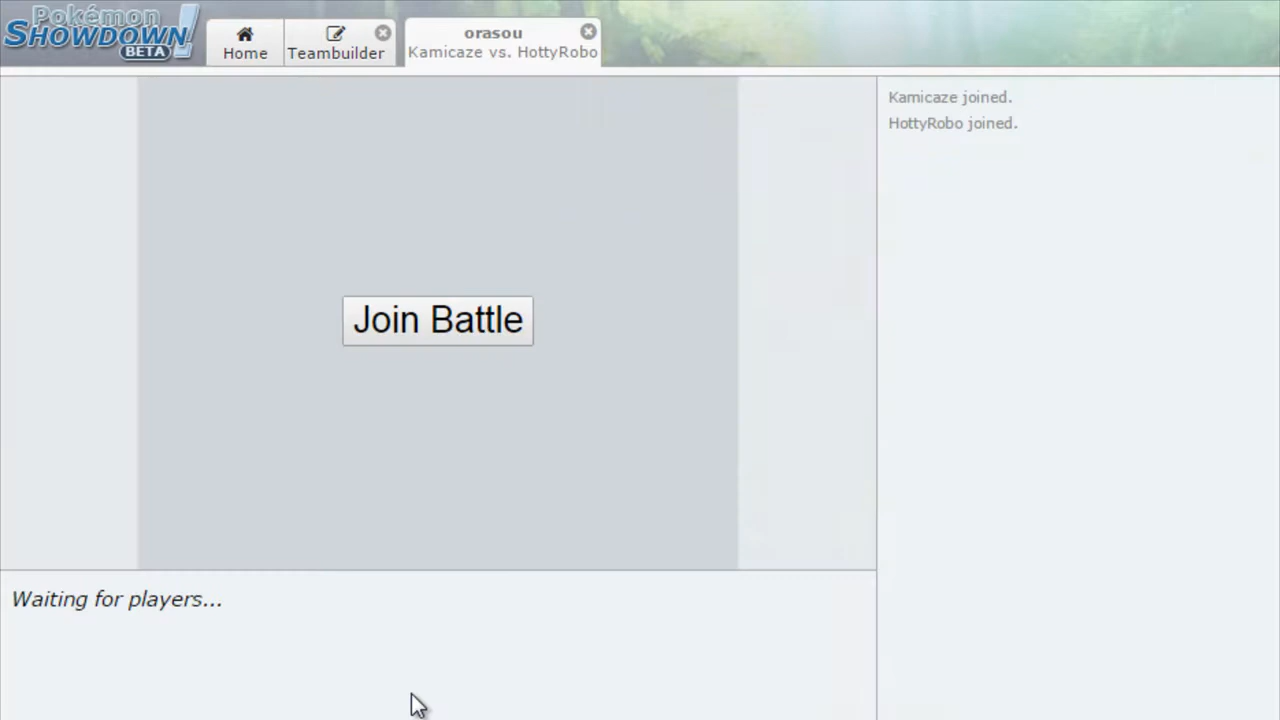 Pokémon
SHOWDOWN!
BETA
Home
Teambuilder
orasou
Kamicaze vs. HottyRobo
Kamicaze joined.
HottyRobo joined.
Join Battle
Waiting for players...